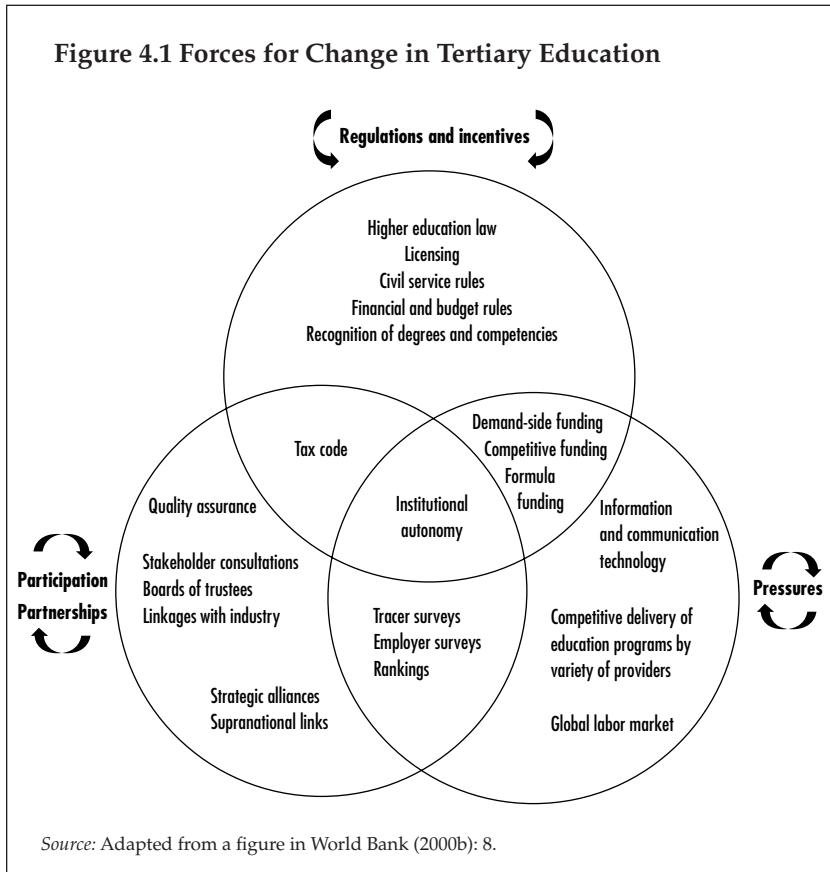 Figure 4.1 Forces for Change in Tertiary Education
Regulations and incentives
Higher education law
Licensing
Civil service rules
Financial and budget rules
Recognition of degrees and competencies
Tax code
Demand-side funding
Competitive funding
Formula
funding
Institutional
autonomy
Quality assurance
Stakeholder consultations
Boards of trustees
Linkages with industry
Strategic alliances
Supranational links
Participation
Partnerships
Tracer surveys
Employer surveys
Rankings
Information
and communication
technology
Competitive delivery of
education programs by
variety of providers
Global labor market
Pressures
Source: Adapted from a figure in World Bank (2000b): 8.